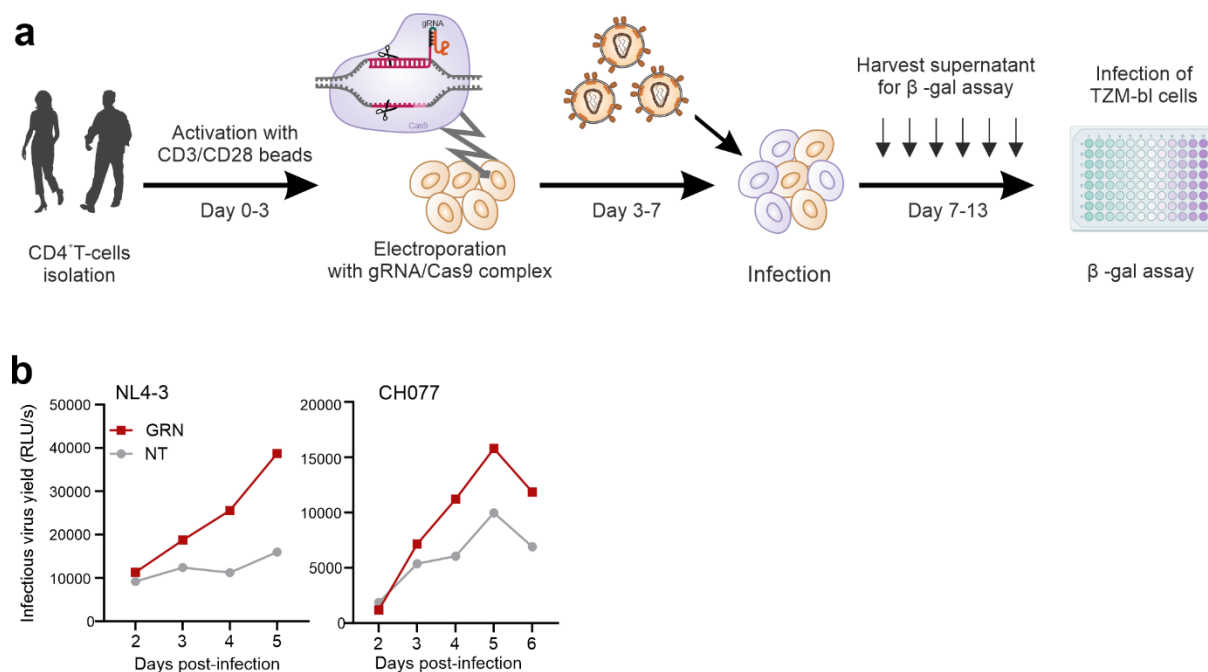 a
gRNA
Cas9
Activation with
CD3/CD28 beads
Day 0-3
CD4+T-cells
isolation
Electroporation
with gRNA/Cas9 complex
Day 3-7
Infection
Harvest supernatant
for β -gal assay
Day 7-13
Infection of
TZM-bl cells
β -gal assay
b
NL4-3
Infectious virus yield (RLU/s)
50000
40000
30000
20000
10000
0
GRN
NT
2 3 4 5
Days post-infection
CH077
20000
15000
10000
5000
0
2 3 4 5 6
Days post-infection